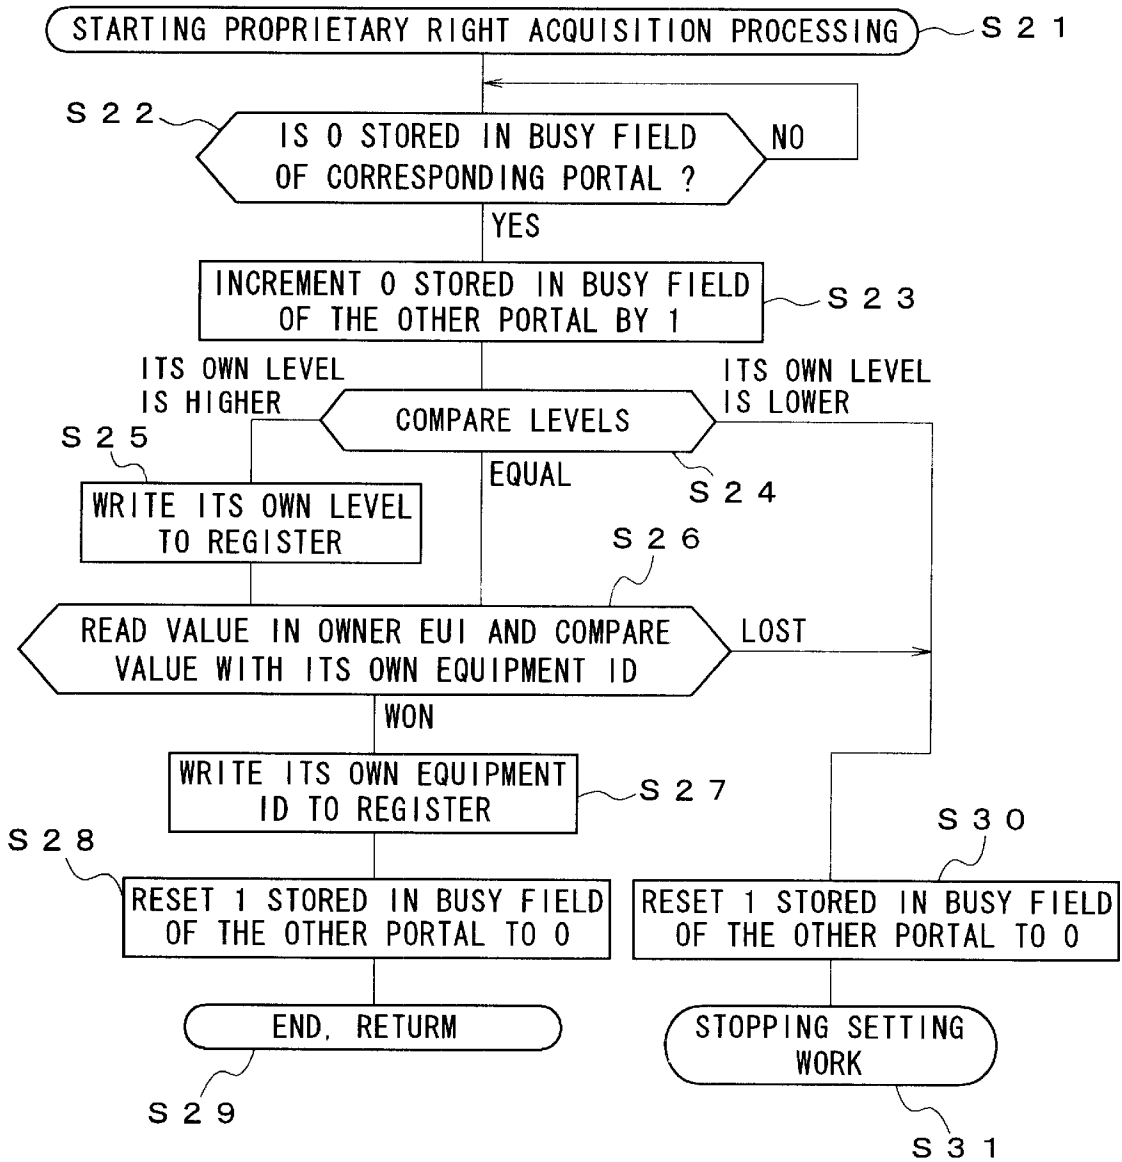 STARTING PROPRIETARY RIGHT ACQUISITION PROCESSING
S21
S22
IS 0 STORED IN BUSY FIELD
OF CORRESPONDING PORTAL ?
NO
YES
INCREMENT 0 STORED IN BUSY FIELD
OF THE OTHER PORTAL BY 1
S23
ITS OWN LEVEL
IS HIGHER
ITS OWN LEVEL
IS LOWER
COMPARE LEVELS
S24
EQUAL
S25
WRITE ITS OWN LEVEL
TO REGISTER
S26
READ VALUE IN OWNER EUI AND COMPARE
VALUE WITH ITS OWN EQUIPMENT ID
LOST
WON
WRITE ITS OWN EQUIPMENT
ID TO REGISTER
S27
S28
RESET 1 STORED IN BUSY FIELD
OF THE OTHER PORTAL TO 0
S30
RESET 1 STORED IN BUSY FIELD
OF THE OTHER PORTAL TO 0
END, RETURM
S29
STOPPING SETTING
WORK
S31